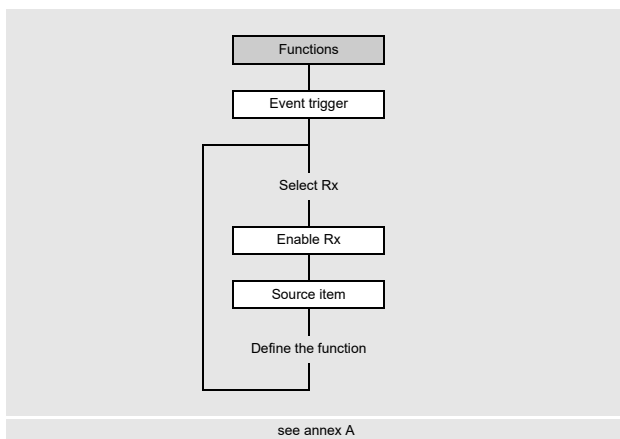 Functions
Event trigger
Select Rx
Enable Rx
Source item
Define the function
see annex A